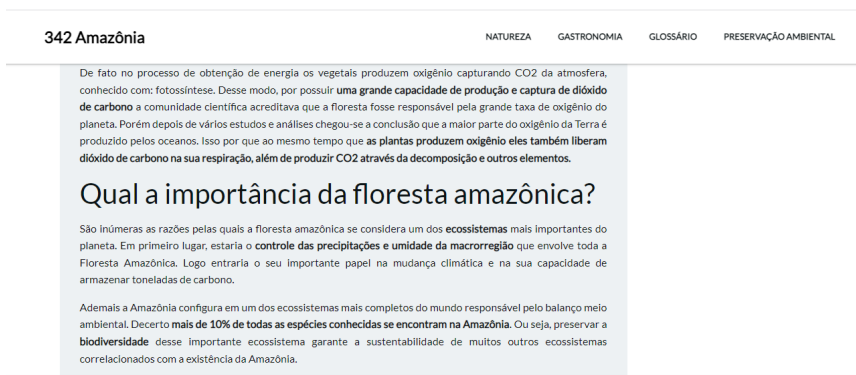 342 Amazônia
NATUREZA GASTRONOMIA GLOSSÁRIO PRESERVAÇÃO AMBIENTAL
De fato no processo de obtenção de energia os vegetais produzem oxigênio capturando CO2 da atmosfera,
conhecido com: fotossíntese. Desse modo, por possuir uma grande capacidade de produção e captura de dióxido
de carbono a comunidade científica acreditava que a floresta fosse responsável pela grande taxa de oxigênio do
planeta. Porém depois de vários estudos e análises chegou-se a conclusão que a maior parte do oxigênio da Terra é
produzido pelos oceanos. Isso por que ao mesmo tempo que as plantas produzem oxigênio eles também liberam
dióxido de carbono na sua respiração, além de produzir CO2 através da decomposição e outros elementos.
Qual a importância da floresta amazônica?
São inúmeras as razões pelas quais a floresta amazônica se considera um dos ecossistemas mais importantes do
planeta. Em primeiro lugar, estaria o controle das precipitações e umidade da macrorregião que envolve toda a
Floresta Amazônica. Logo entraria o seu importante papel na mudança climática e na sua capacidade de
armazenar toneladas de carbono.
Ademais a Amazônia configura em um dos ecossistemas mais completos do mundo responsável pelo balanço meio
ambiental. Decerto mais de 10% de todas as espécies conhecidas se encontram na Amazônia. Ou seja, preservar a
biodiversidade desse importante ecossistema garante a sustentabilidade de muitos outros ecossistemas
correlacionados com a existência da Amazônia.